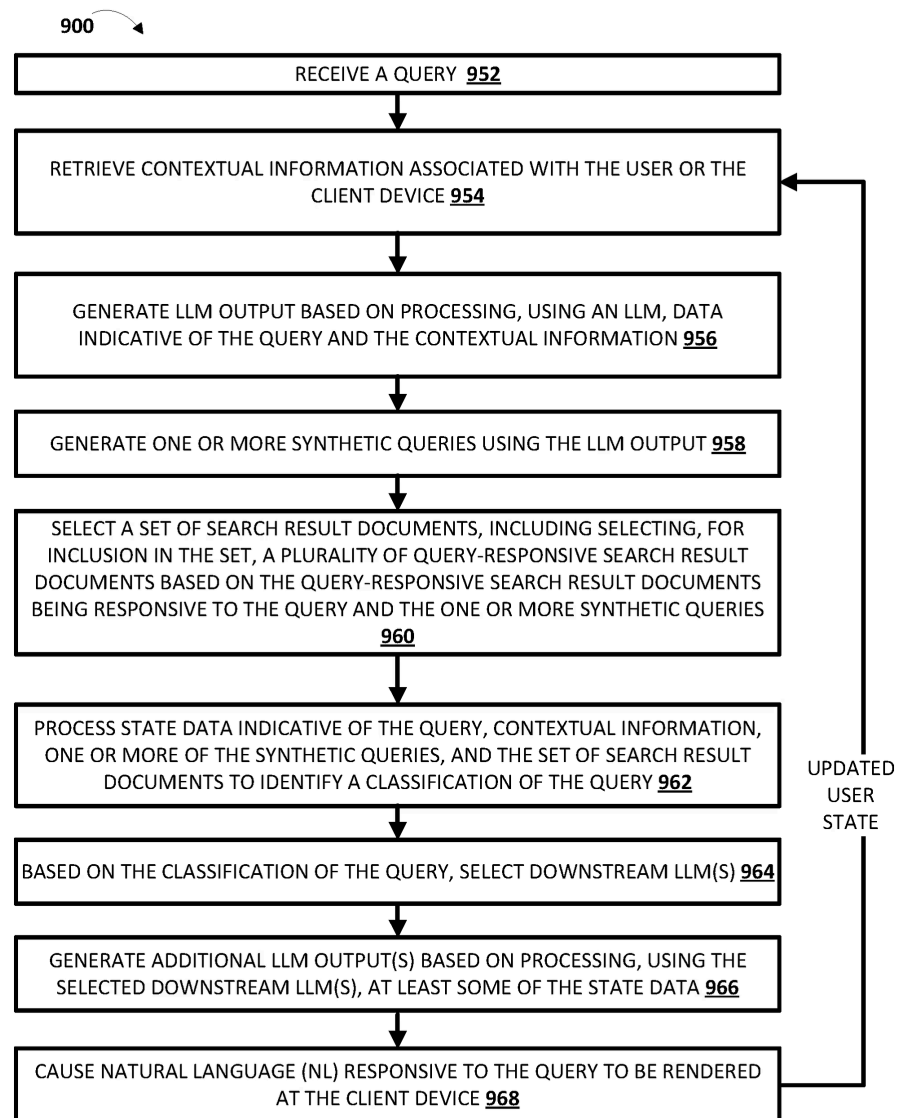 900
RECEIVE A QUERY 952
RETRIEVE CONTEXTUAL INFORMATION ASSOCIATED WITH THE USER OR THE
CLIENT DEVICE 954
GENERATE LLM OUTPUT BASED ON PROCESSING, USING AN LLM, DATA
INDICATIVE OF THE QUERY AND THE CONTEXTUAL INFORMATION 956
GENERATE ONE OR MORE SYNTHETIC QUERIES USING THE LLM OUTPUT 958
SELECT A SET OF SEARCH RESULT DOCUMENTS, INCLUDING SELECTING, FOR
INCLUSION IN THE SET, A PLURALITY OF QUERY-RESPONSIVE SEARCH RESULT
DOCUMENTS BASED ON THE QUERY-RESPONSIVE SEARCH RESULT DOCUMENTS
BEING RESPONSIVE TO THE QUERY AND THE ONE OR MORE SYNTHETIC QUERIES
960
PROCESS STATE DATA INDICATIVE OF THE QUERY, CONTEXTUAL INFORMATION,
ONE OR MORE OF THE SYNTHETIC QUERIES, AND THE SET OF SEARCH RESULT
DOCUMENTS TO IDENTIFY A CLASSIFICATION OF THE QUERY 962
BASED ON THE CLASSIFICATION OF THE QUERY, SELECT DOWNSTREAM LLM(S) 964
GENERATE ADDITIONAL LLM OUTPUT(S) BASED ON PROCESSING, USING THE
SELECTED DOWNSTREAM LLM(S), AT LEAST SOME OF THE STATE DATA 966
CAUSE NATURAL LANGUAGE (NL) RESPONSIVE TO THE QUERY TO BE RENDERED
AT THE CLIENT DEVICE 968
UPDATED
USER
STATE